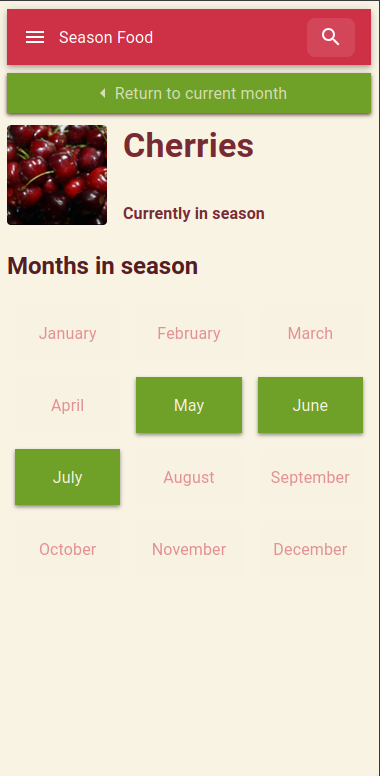 Season Food
Return to current month
Cherries
Currently in season
Months in season
January February March
April May June
July August September
October November December